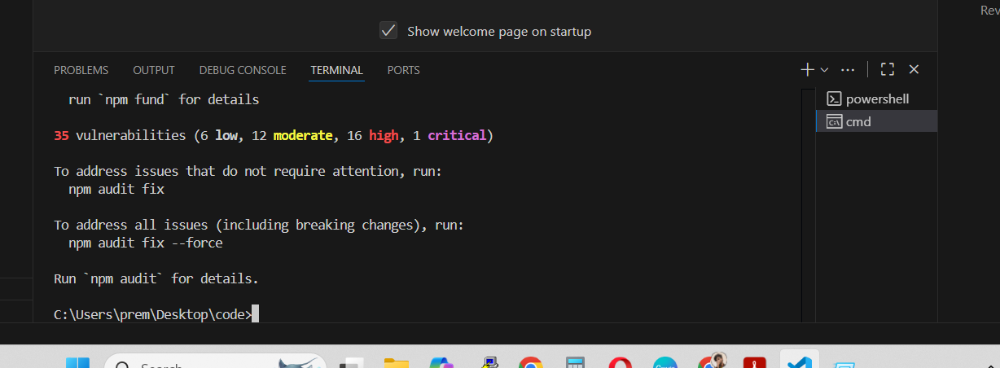 Rev
Show welcome page on startup
PROBLEMS OUTPUT DEBUG CONSOLE TERMINAL PORTS
run `npm fund` for details
powershell
cmd
35 vulnerabilities (6 low, 12 moderate, 16 high, 1 critical)
To address issues that do not require attention, run:
npm audit fix
To address all issues (including breaking changes), run:
npm audit fix --force
Run `npm audit` for details.
C:\Users\prem\Desktop\code>
Search